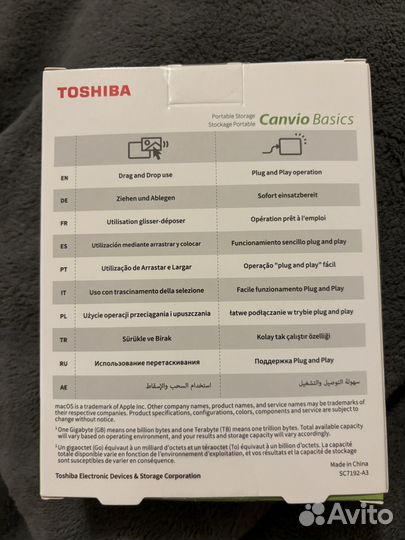 TOSHIBA
Portable Storage
Stockage Portable
Canvio Basics
EN Drag and Drop use Plug and Play operation
DE Ziehen und Ablegen Sofort einsatzbereit
FR Utilisation glisser-déposer Opération prêt à l'emploi
ES Utilización mediante arrastrar y colocar Funcionamiento sencillo plug and play
PT Utilização de Arrastar e Largar Operação "plug and play" fácil
IT Uso con trascinamento della selezione Facile funzionamento Plug and Play
PL Użycie operacji przeciągania i upuszczania łatwe podłączanie w trybie plug and play
TR Sürükle ve Bırak Kolay tak çalıştır özelliği
RU Использование перетаскивания Поддержка Plug and Play
AE استخدام السحب والإسقاط سهولة التوصيل والتشغيل
macOS is a trademark of Apple Inc. Other company names, product names, and service names may be trademarks of
their respective companies. Product specifications, configurations, colors, components and services are subject to
change without notice.
¹ One Gigabyte (GB) means one billion bytes and one Terabyte (TB) means one trillion bytes. Total available capacity
will vary based on operating environment, and your results and storage capacity will vary accordingly.
¹ Un gigaoctet (Go) équivaut à un milliard d'octets et un téraoctet (To) équivaut à un billion d'octets. La capacité
totale disponible varie en fonction de l'environnement d'exploitation, et vos résultats et la capacité de stockage
sont susceptibles de varier en conséquence.
Made in China
SC7192-A3
Toshiba Electronic Devices & Storage Corporation
Avito